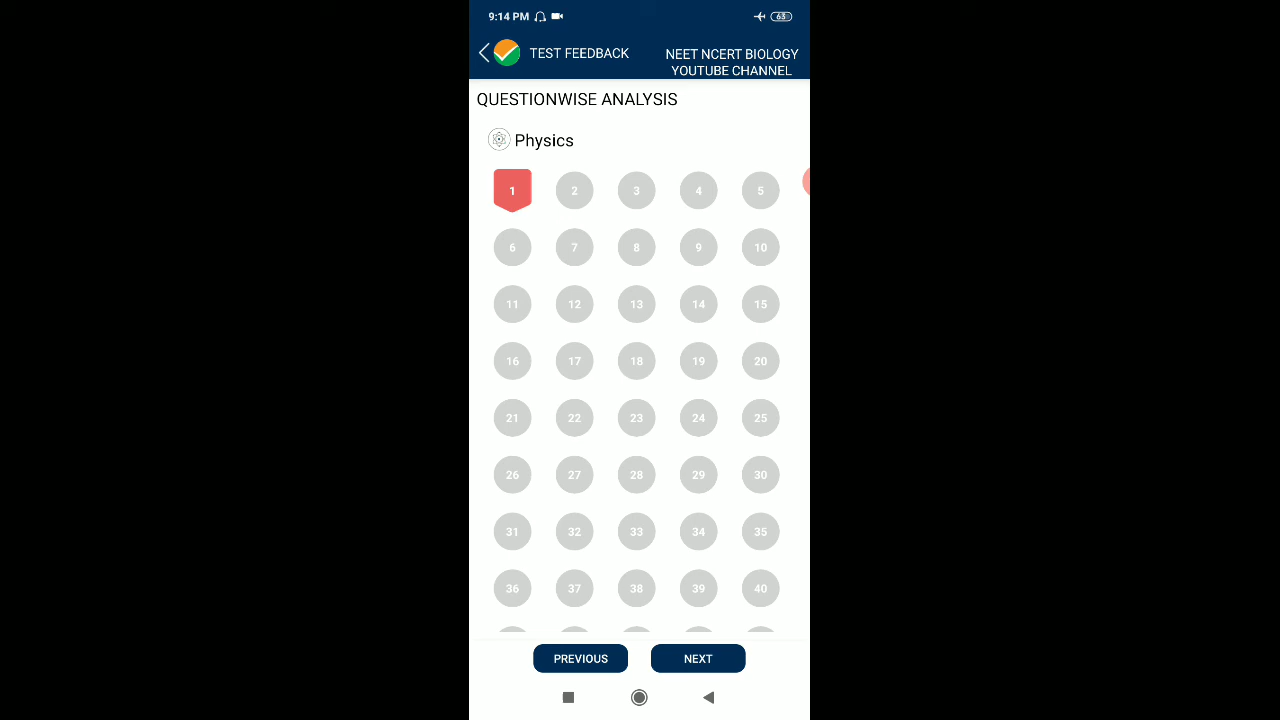 9:14 PM
63
TEST FEEDBACK
NEET NCERT BIOLOGY
YOUTUBE CHANNEL
QUESTIONWISE ANALYSIS
Physics
1 2 3 4 5
6 7 8 9 10
11 12 13 14 15
16 17 18 19 20
21 22 23 24 25
26 27 28 29 30
31 32 33 34 35
36 37 38 39 40
PREVIOUS NEXT